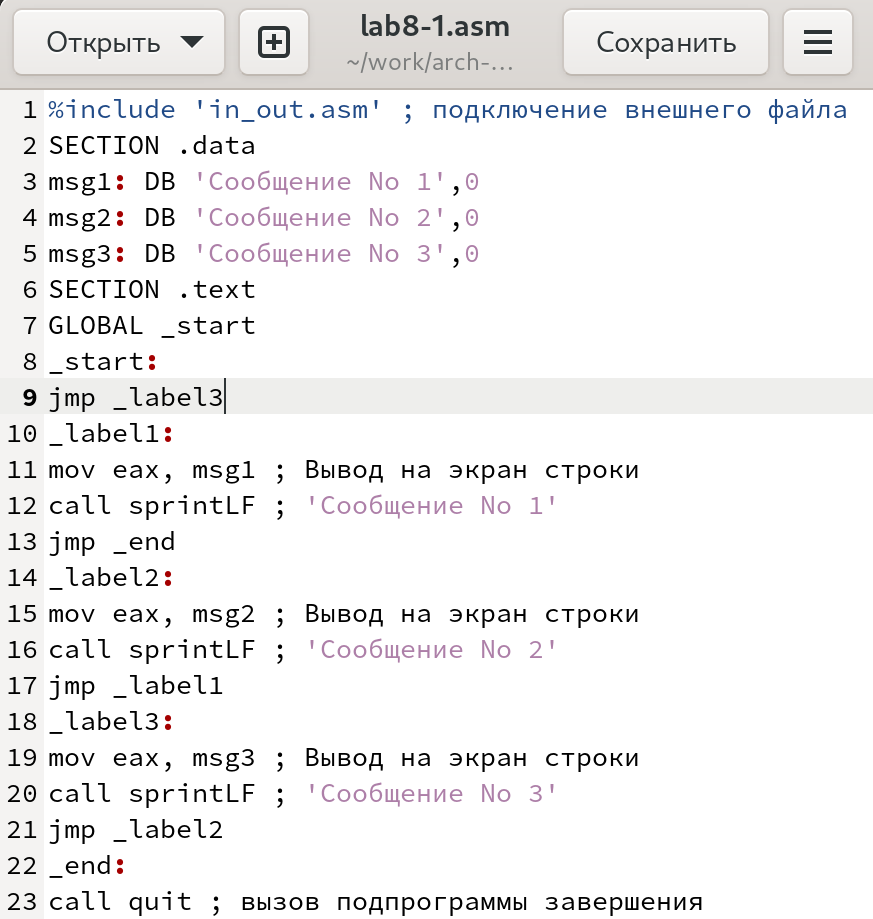 Открыть
lab8-1.asm
~/work/arch-...
Сохранить
1 %include 'in_out.asm' ; подключение внешнего файла
2 SECTION .data
3 msg1: DB 'Сообщение No 1',0
4 msg2: DB 'Сообщение No 2',0
5 msg3: DB 'Сообщение No 3',0
6 SECTION .text
7 GLOBAL _start
8 _start:
9 jmp _label3
10 _label1:
11 mov eax, msg1 ; Вывод на экран строки
12 call sprintLF ; 'Сообщение No 1'
13 jmp _end
14 _label2:
15 mov eax, msg2 ; Вывод на экран строки
16 call sprintLF ; 'Сообщение No 2'
17 jmp _label1
18 _label3:
19 mov eax, msg3 ; Вывод на экран строки
20 call sprintLF ; 'Сообщение No 3'
21 jmp _label2
22 _end:
23 call quit ; вызов подпрограммы завершения